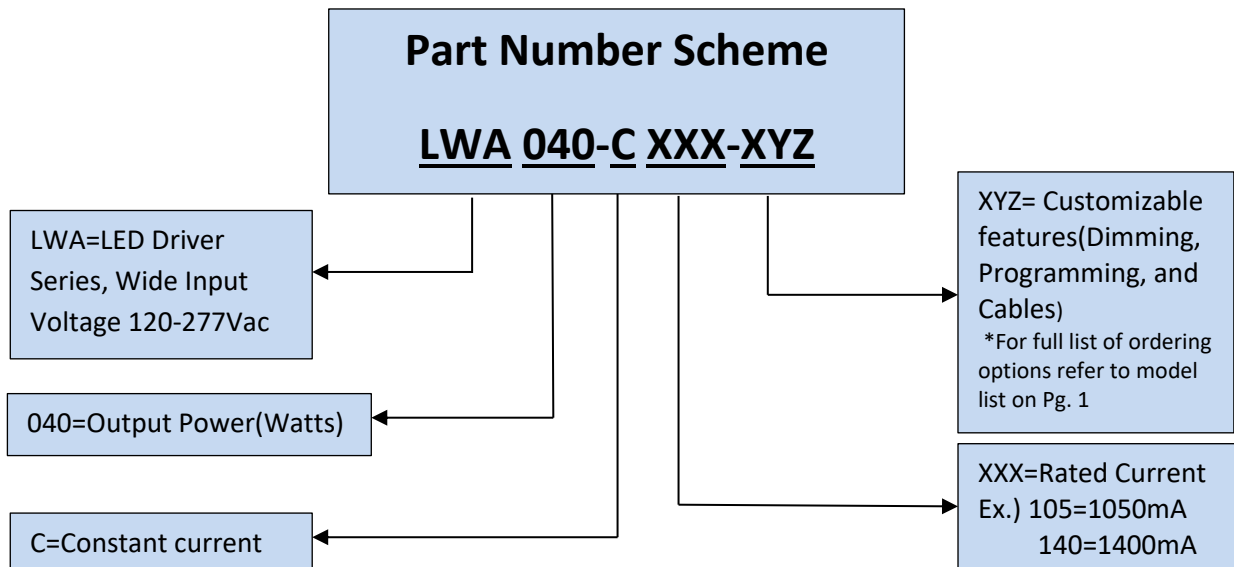 Part Number Scheme
LWA 040-C XXX-XYZ
LWA=LED Driver
Series, Wide Input
Voltage 120-277Vac
040=Output Power(Watts)
C=Constant current
XYZ= Customizable
features(Dimming,
Programming, and
Cables)
*For full list of ordering
options refer to model
list on Pg. 1
XXX=Rated Current
Ex.) 105=1050mA
140=1400mA